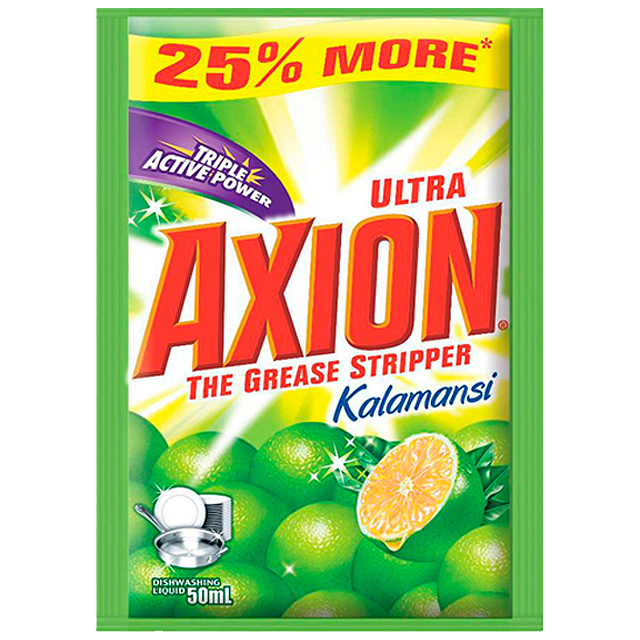 25% MORE*
TRIPLE
ACTIVE POWER
ULTRA
AXION®
THE GREASE STRIPPER
Kalamansi
DISHWASHING
LIQUID 50mL